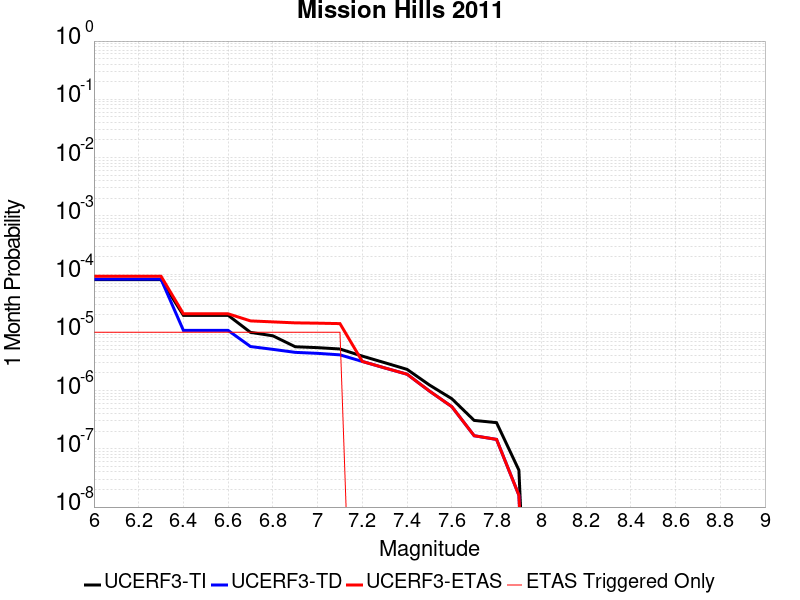 Mission Hills 2011
1 Month Probability
10^0
10^-1
10^-2
10^-3
10^-4
10^-5
10^-6
10^-7
10^-8
6 6.2 6.4 6.6 6.8 7 7.2 7.4 7.6 7.8 8 8.2 8.4 8.6 8.8 9
Magnitude
UCERF3-TI UCERF3-TD UCERF3-ETAS ETAS Triggered Only